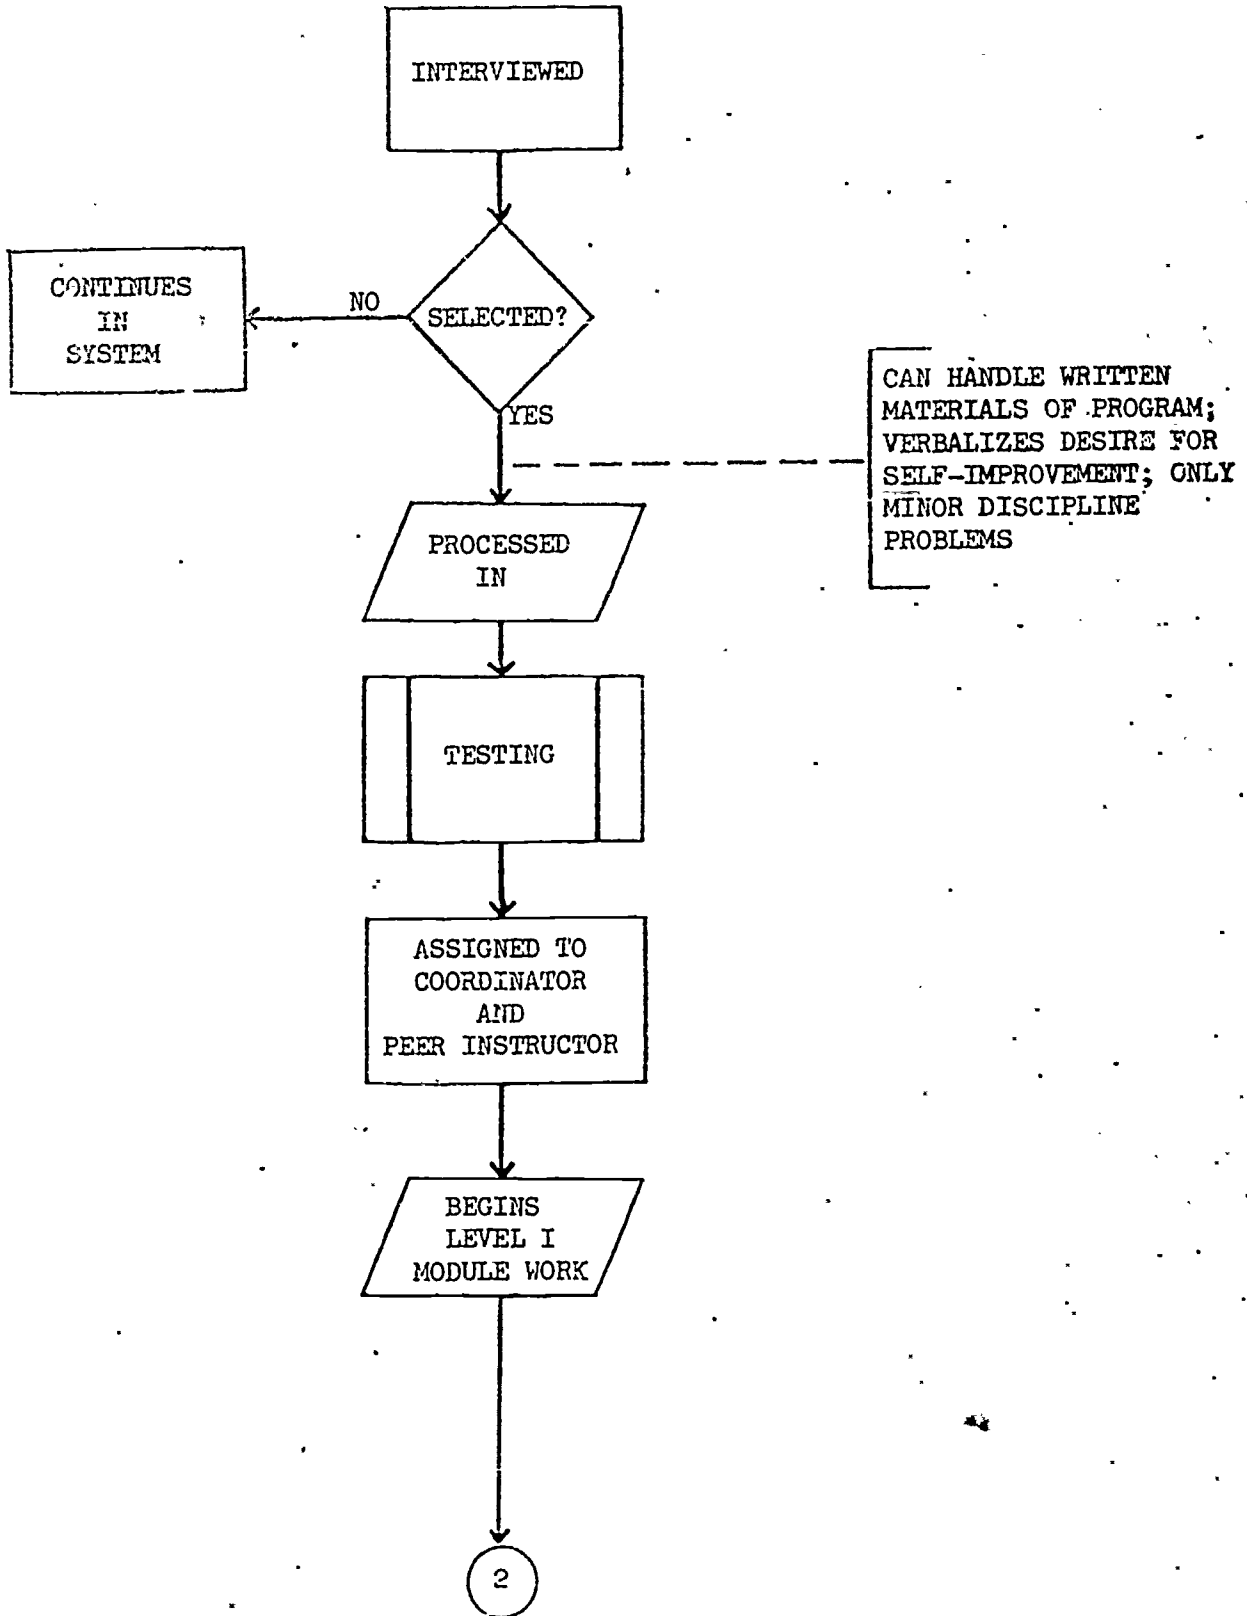 INTERVIEWED
CONTINUES
IN
SYSTEM
NO
SELECTED?
YES
CAN HANDLE WRITTEN
MATERIALS OF PROGRAM;
VERBALIZES DESIRE FOR
SELF-IMPROVEMENT; ONLY
MINOR DISCIPLINE
PROBLEMS
PROCESSED
IN
TESTING
ASSIGNED TO
COORDINATOR
AND
PEER INSTRUCTOR
BEGINS
LEVEL I
MODULE WORK
2